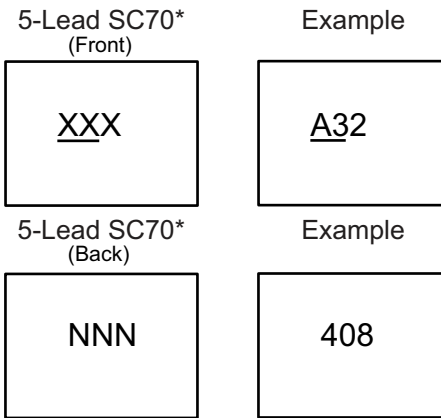 5-Lead SC70* Example
(Front)
XXX A32
5-Lead SC70* Example
(Back)
NNN 408